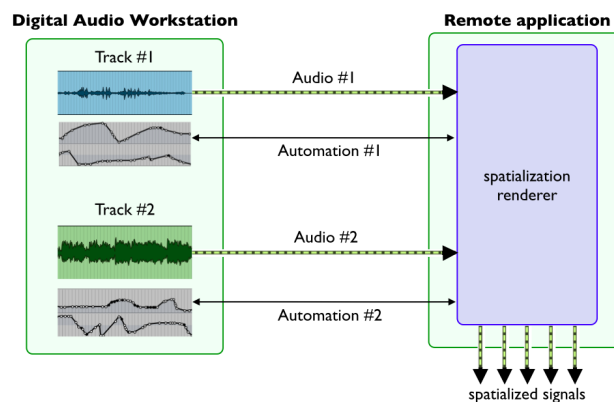 Digital Audio Workstation
Remote application
Track #1
Audio #1
Automation #1
spatialization
renderer
Track #2
Audio #2
Automation #2
spatialized signals